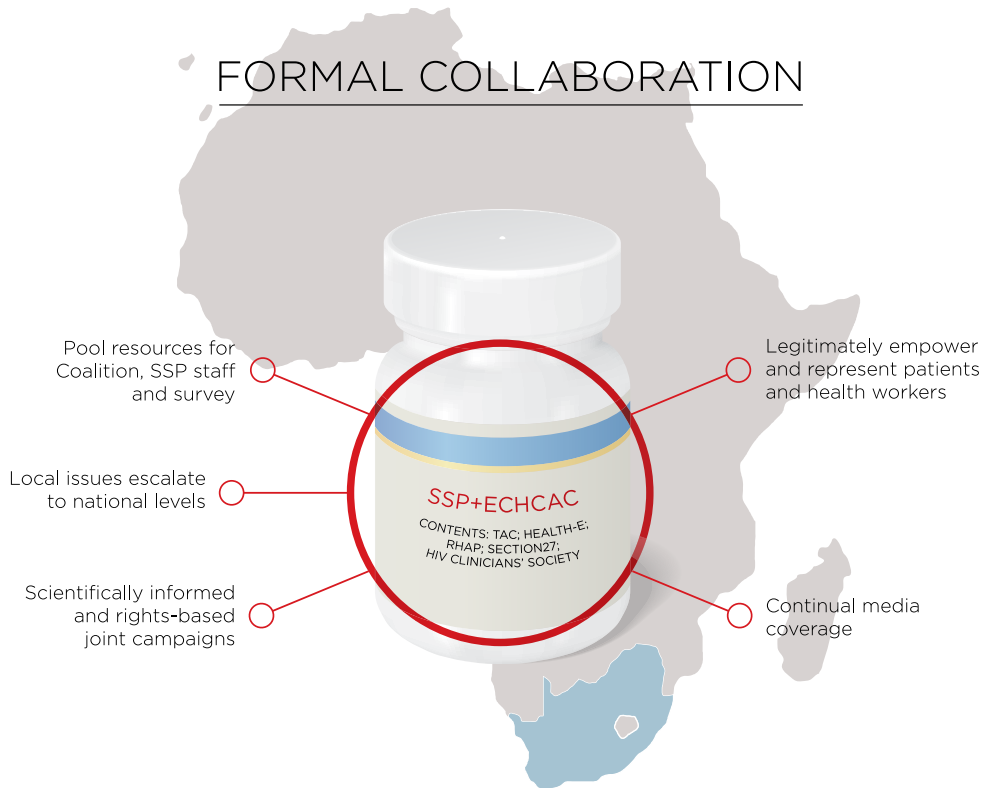 FORMAL COLLABORATION
Pool resources for
Coalition, SSP staff
and survey
Local issues escalate
to national levels
Scientifically informed
and rights-based
joint campaigns
SSP+ECHCAC
CONTENTS: TAC; HEALTH-E;
RHAP; SECTION27;
HIV CLINICIANS' SOCIETY
Legitimately empower
and represent patients
and health workers
Continual media
coverage